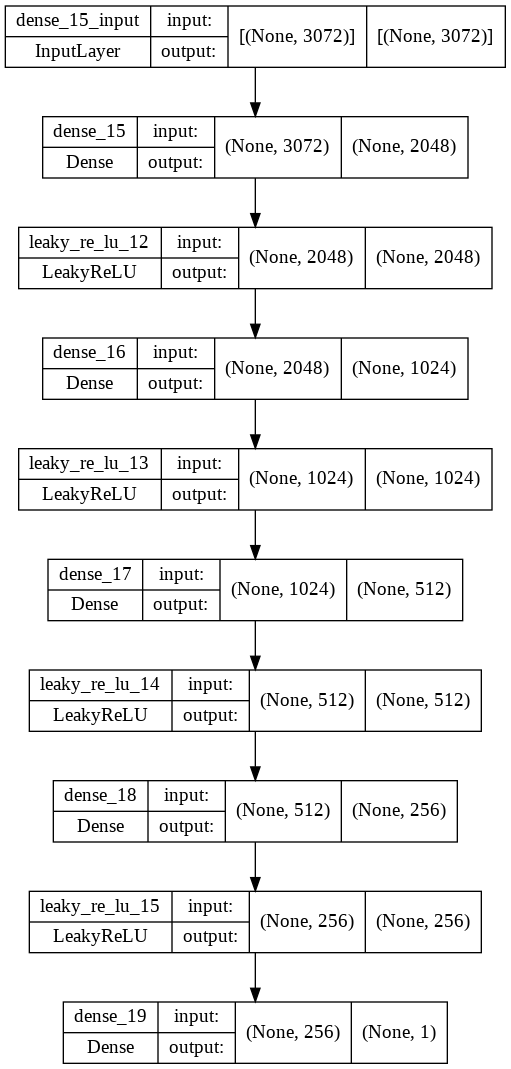 dense_15_input input: [(None, 3072)] [(None, 3072)]
InputLayer output:
dense_15 input: (None, 3072) (None, 2048)
Dense output:
leaky_re_lu_12 input: (None, 2048) (None, 2048)
LeakyReLU output:
dense_16 input: (None, 2048) (None, 1024)
Dense output:
leaky_re_lu_13 input: (None, 1024) (None, 1024)
LeakyReLU output:
dense_17 input: (None, 1024) (None, 512)
Dense output:
leaky_re_lu_14 input: (None, 512) (None, 512)
LeakyReLU output:
dense_18 input: (None, 512) (None, 256)
Dense output:
leaky_re_lu_15 input: (None, 256) (None, 256)
LeakyReLU output:
dense_19 input: (None, 256) (None, 1)
Dense output: